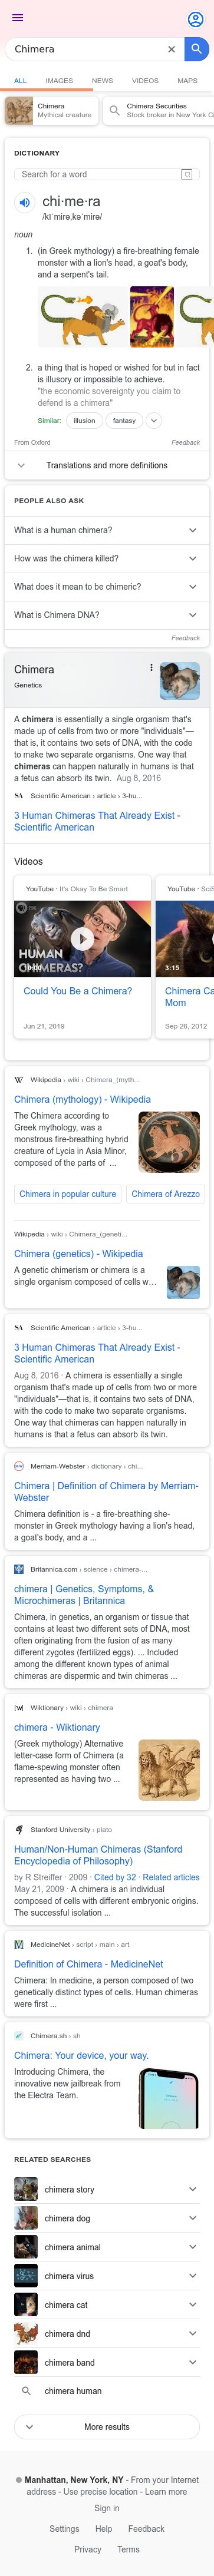 Chimera
ALL IMAGES NEWS VIDEOS MAPS
Chimera
Mythical creature
Chimera Securities
Stock broker in New York Ci
DICTIONARY
Search for a word
chi·me·ra
/kīˈmirə,kəˈmirə/
noun
1. (in Greek mythology) a fire-breathing female
monster with a lion's head, a goat's body,
and a serpent's tail.
2. a thing that is hoped or wished for but in fact
is illusory or impossible to achieve.
"the economic sovereignty you claim to
defend is a chimera"
Similar: illusion fantasy
From Oxford Feedback
Translations and more definitions
PEOPLE ALSO ASK
What is a human chimera?
How was the chimera killed?
What does it mean to be chimeric?
What is Chimera DNA?
Feedback
Chimera
Genetics
A chimera is essentially a single organism that's
made up of cells from two or more "individuals"—
that is, it contains two sets of DNA, with the code
to make two separate organisms. One way that
chimeras can happen naturally in humans is that
a fetus can absorb its twin. Aug 8, 2016
SA Scientific American › article › 3-hu...
3 Human Chimeras That Already Exist -
Scientific American
Videos
YouTube · It's Okay To Be Smart
HUMAN
CHIMERAS?
Could You Be a Chimera?
Jun 21, 2019
YouTube · SciS
3:15
Chimera Ca
Mom
Sep 26, 2012
W Wikipedia › wiki › Chimera_(myth...
Chimera (mythology) - Wikipedia
The Chimera according to
Greek mythology, was a
monstrous fire-breathing hybrid
creature of Lycia in Asia Minor,
composed of the parts of ...
Chimera in popular culture Chimera of Arezzo
Wikipedia › wiki › Chimera_(geneti...
Chimera (genetics) - Wikipedia
A genetic chimerism or chimera is a
single organism composed of cells w...
SA Scientific American › article › 3-hu...
3 Human Chimeras That Already Exist -
Scientific American
Aug 8, 2016 · A chimera is essentially a single
organism that's made up of cells from two or more
"individuals"—that is, it contains two sets of DNA,
with the code to make two separate organisms.
One way that chimeras can happen naturally in
humans is that a fetus can absorb its twin.
Merriam-Webster › dictionary › chi...
Chimera | Definition of Chimera by Merriam-
Webster
Chimera definition is - a fire-breathing she-
monster in Greek mythology having a lion's head,
a goat's body, and a ...
Britannica.com › science › chimera-...
chimera | Genetics, Symptoms, &
Microchimeras | Britannica
Chimera, in genetics, an organism or tissue that
contains at least two different sets of DNA, most
often originating from the fusion of as many
different zygotes (fertilized eggs). ... Included
among the different known types of animal
chimeras are dispermic and twin chimeras ...
[w] Wiktionary › wiki › chimera
chimera - Wiktionary
(Greek mythology) Alternative
letter-case form of Chimera (a
flame-spewing monster often
represented as having two ...
Stanford University › plato
Human/Non-Human Chimeras (Stanford
Encyclopedia of Philosophy)
by R Streiffer · 2009 · Cited by 32 · Related articles
May 21, 2009 · A chimera is an individual
composed of cells with different embryonic origins.
The successful isolation ...
M MedicineNet › script › main › art
Definition of Chimera - MedicineNet
Chimera: In medicine, a person composed of two
genetically distinct types of cells. Human chimeras
were first ...
Chimera.sh › sh
Chimera: Your device, your way.
Introducing Chimera, the
innovative new jailbreak from
the Electra Team.
RELATED SEARCHES
chimera story
chimera dog
chimera animal
chimera virus
chimera cat
chimera dnd
chimera band
chimera human
More results
Manhattan, New York, NY - From your Internet
address - Use precise location - Learn more
Sign in
Settings Help Feedback
Privacy Terms